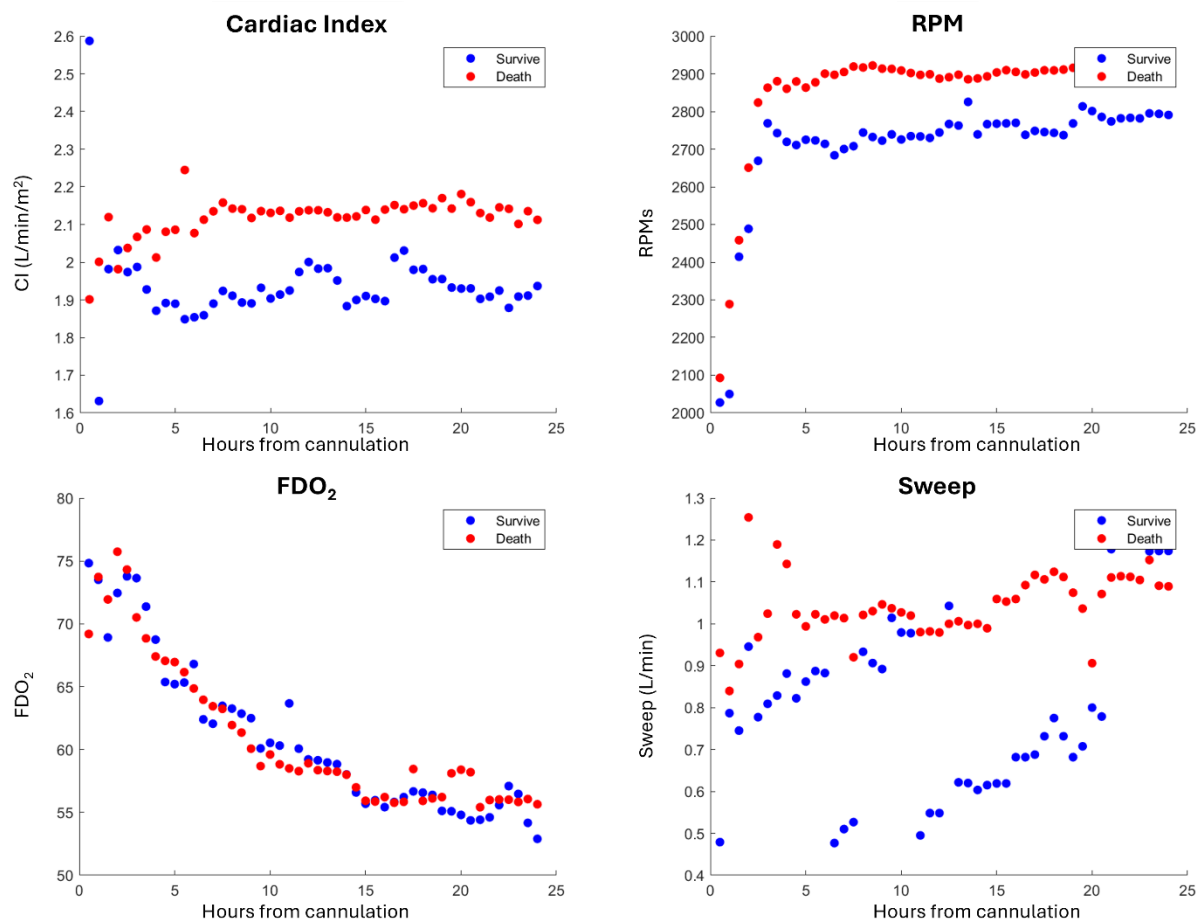 Cardiac Index
2.6
2.5
2.4
2.3
2.2
2.1
2
1.9
1.8
1.7
1.6
CI (L/min/m²)
0 5 10 15 20 25
Hours from cannulation
Survive
Death
RPM
3000
2900
2800
2700
2600
2500
2400
2300
2200
2100
2000
RPMs
0 5 10 15 20 25
Hours from cannulation
Survive
Death
FDO₂
80
75
70
65
60
55
50
FDO₂
0 5 10 15 20 25
Hours from cannulation
Survive
Death
Sweep
1.3
1.2
1.1
1
0.9
0.8
0.7
0.6
0.5
0.4
Sweep (L/min)
0 5 10 15 20 25
Hours from cannulation
Survive
Death